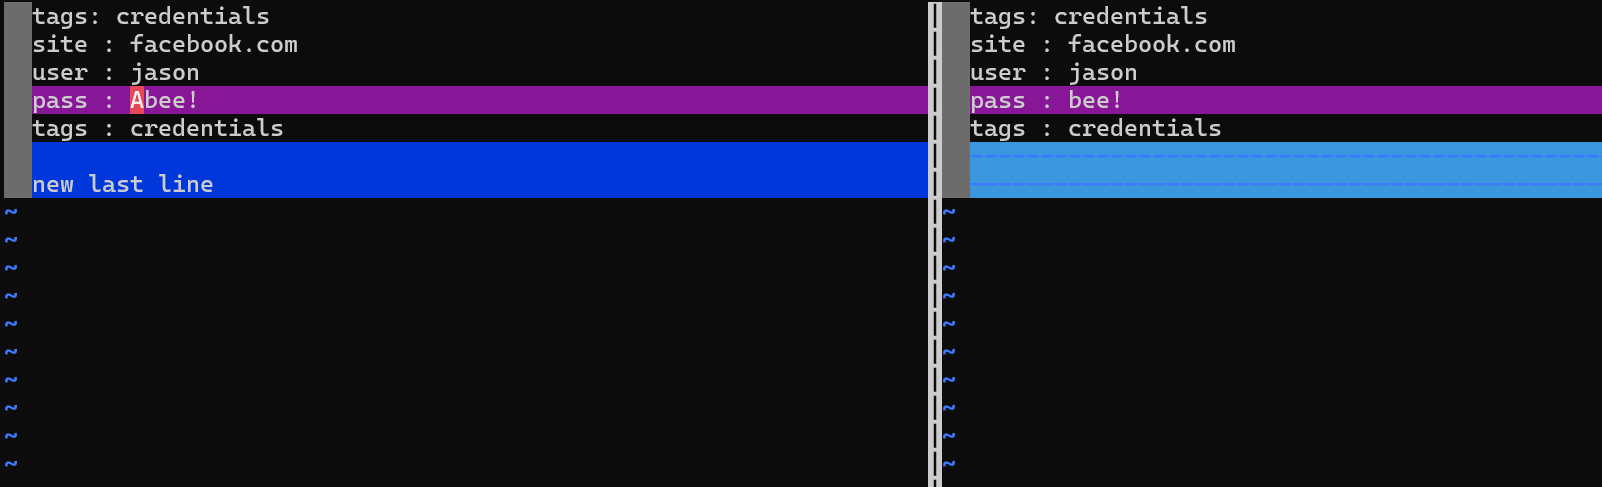 tags: credentials
site : facebook.com
user : jason
pass : Abee!
tags : credentials

new last line
~
~
~
~
~
~
~
~
~
~
tags: credentials
site : facebook.com
user : jason
pass : bee!
tags : credentials
---------------------------------------------
---------------------------------------------
~
~
~
~
~
~
~
~
~
~